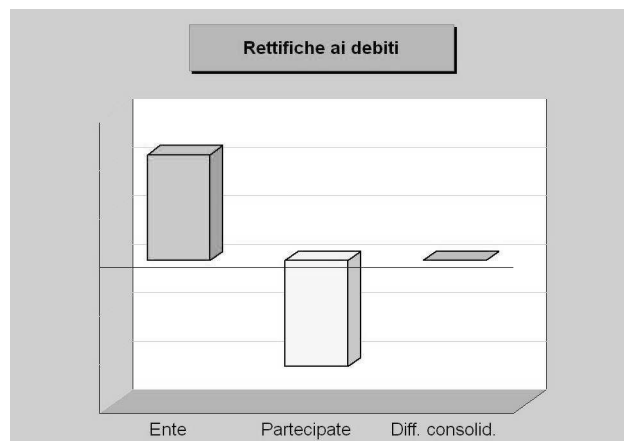 Rettifiche ai debiti
Ente Partecipate Diff. consolid.